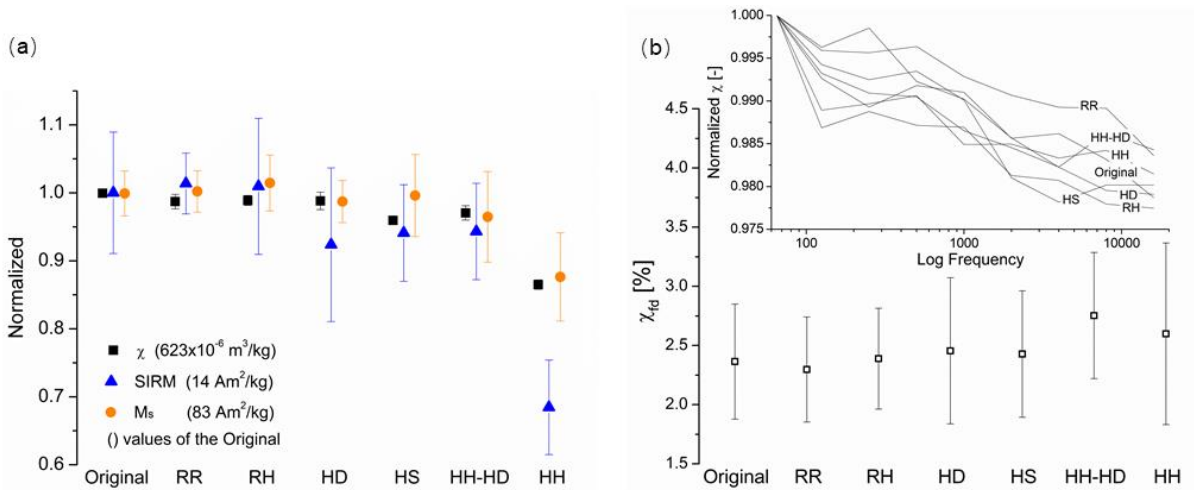 (a)
Normalized
1.1
1.0
0.9
0.8
0.7
0.6
χ (623x10⁻⁶ m³/kg)
SIRM (14 Am²/kg)
Ms (83 Am²/kg)
() values of the Original
Original RR RH HD HS HH-HD HH
(b)
Normalized χ [-]
1.000
0.995
0.990
0.985
0.980
0.975
RR
HH-HD
HH
Original
HD
HS
RH
100 1000 10000
Log Frequency
χfd [%]
4.5
4.0
3.5
3.0
2.5
2.0
1.5
Original RR RH HD HS HH-HD HH